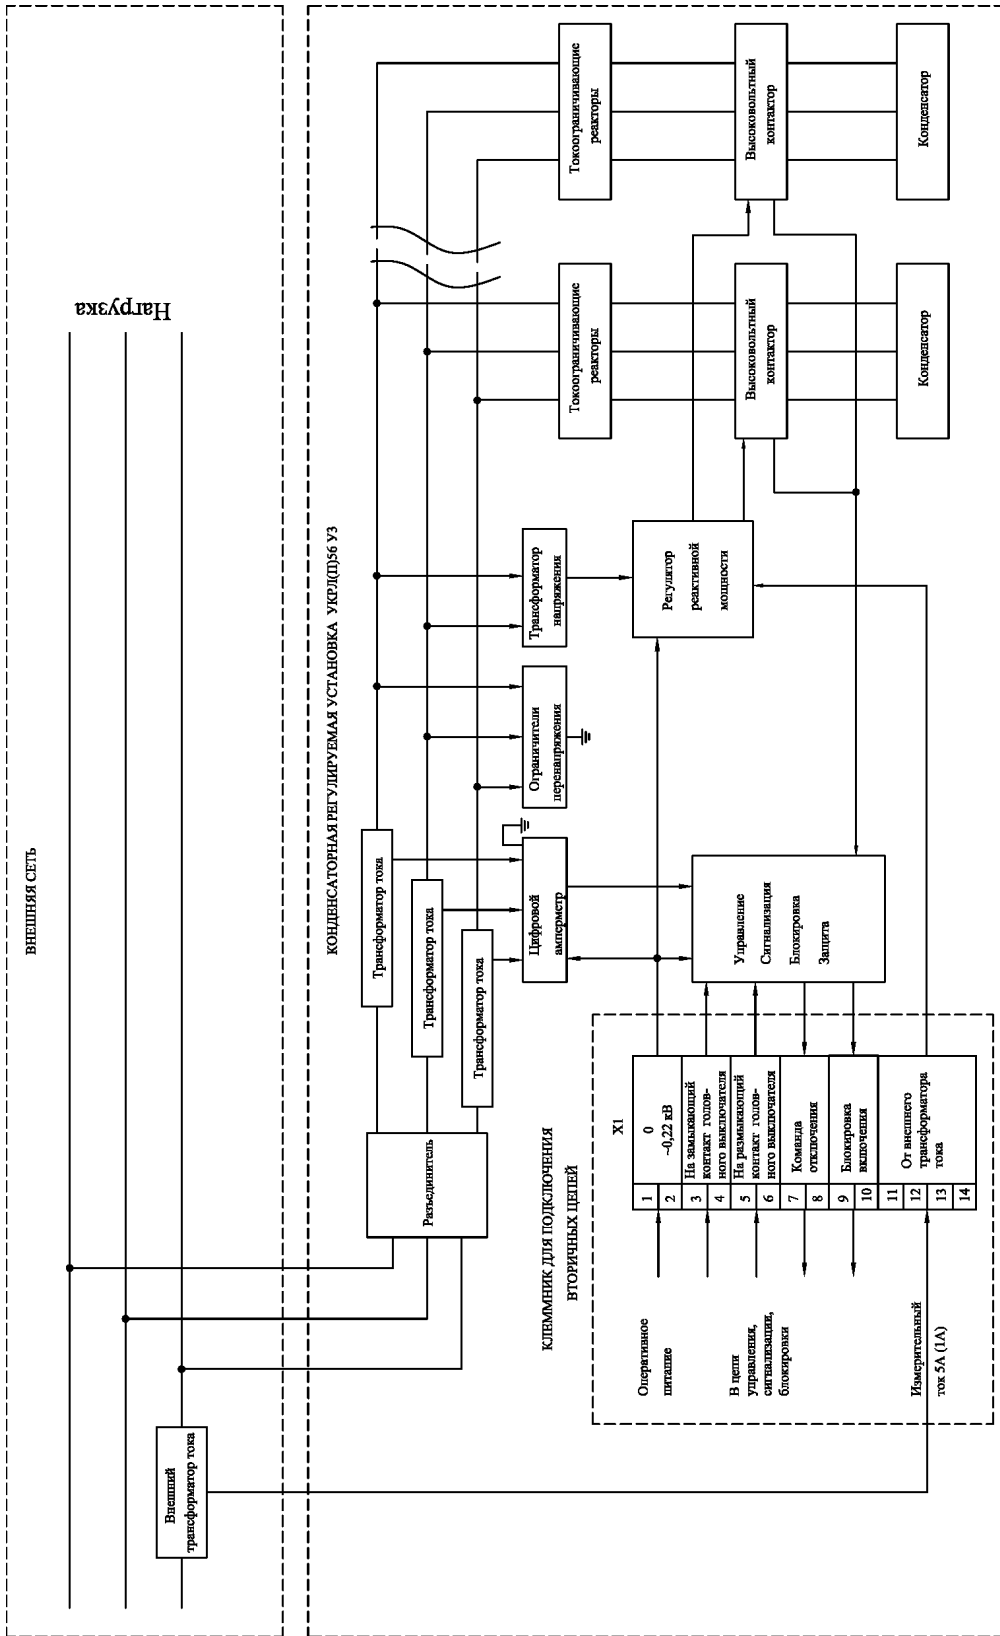 ВНЕШНЯЯ СЕТЬ
Внешний
трансформатор тока
Нагрузка
КОНДЕНСАТОРНАЯ РЕГУЛИРУЕМАЯ УСТАНОВКА УКРЛ(П)56 У3
Разъединитель
Трансформатор тока
Трансформатор тока
Трансформатор тока
Цифровой
амперметр
Ограничители
перенапряжения
Трансформатор
напряжения
Токоограничивающие
реакторы
Токоограничивающие
реакторы
Регулятор
реактивной
мощности
Высоковольтный
контактор
Высоковольтный
контактор
Конденсатор
Конденсатор
Управление
Сигнализация
Блокировка
Защита
КЛЕММНИК ДЛЯ ПОДКЛЮЧЕНИЯ
ВТОРИЧНЫХ ЦЕПЕЙ
X1
Оперативное
питание
В цепи
управления,
сигнализации,
блокировки
Измерительный
ток 5А (1А)
1
2
3
4
5
6
7
8
9
10
11
12
13
14
0
~0,22 кВ
На замыкающий
контакт голов-
ного выключателя
На размыкающий
контакт голов-
ного выключателя
Команда
отключения
Блокировка
включения
От внешнего
трансформатора
тока